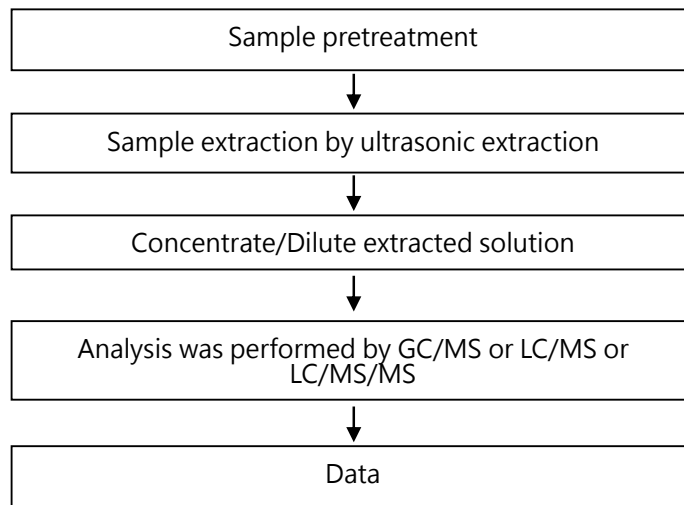 Sample pretreatment
Sample extraction by ultrasonic extraction
Concentrate/Dilute extracted solution
Analysis was performed by GC/MS or LC/MS or
LC/MS/MS
Data